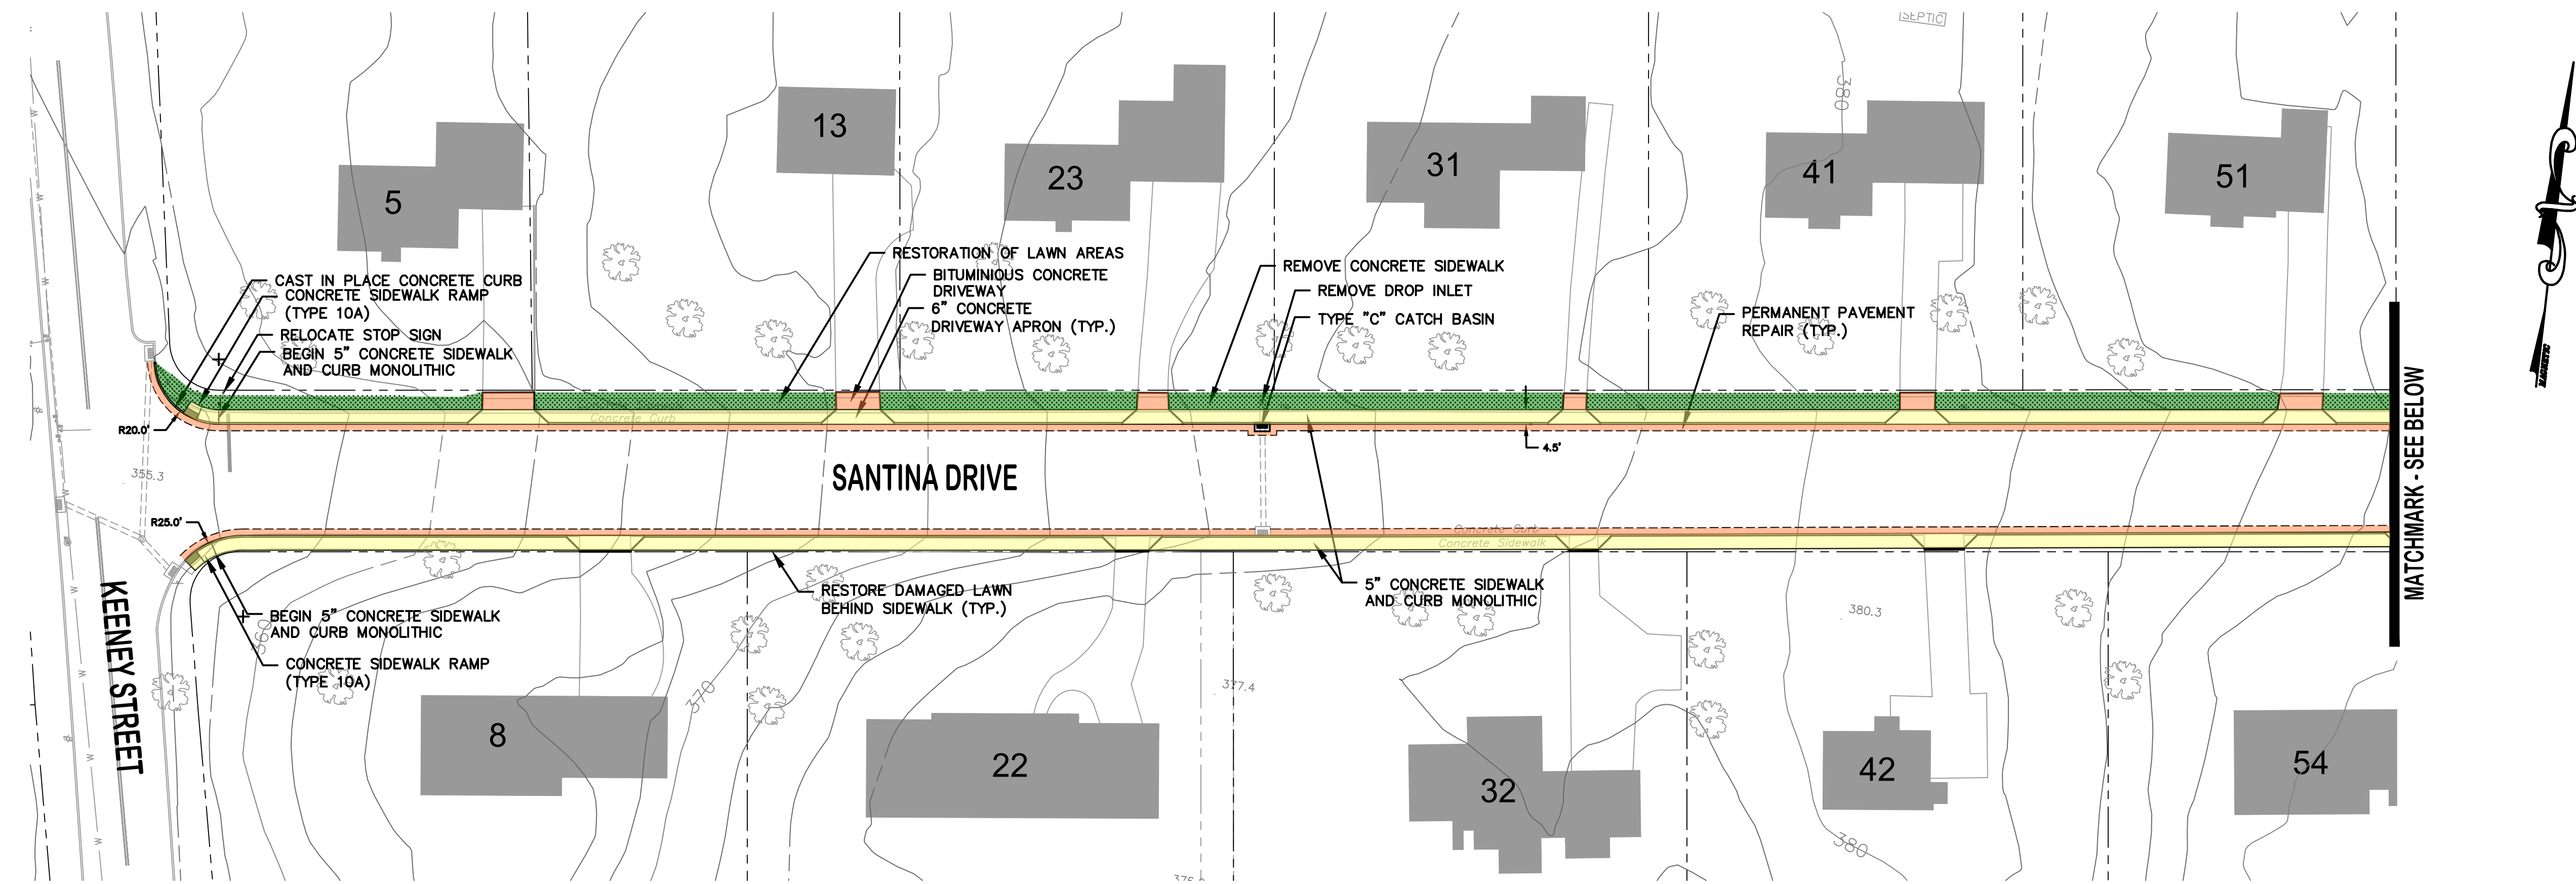 SEPTIC
380
5
13
23
31
41
51
CAST IN PLACE CONCRETE CURB
CONCRETE SIDEWALK RAMP
(TYPE 10A)
RELOCATE STOP SIGN
BEGIN 5" CONCRETE SIDEWALK
AND CURB MONOLITHIC
RESTORATION OF LAWN AREAS
BITUMINIOUS CONCRETE
DRIVEWAY
6" CONCRETE
DRIVEWAY APRON (TYP.)
REMOVE CONCRETE SIDEWALK
REMOVE DROP INLET
TYPE "C" CATCH BASIN
PERMANENT PAVEMENT
REPAIR (TYP.)
R20.0'
Concrete Curb
4.5'
355.3
SANTINA DRIVE
MATCHMARK - SEE BELOW
R25.0'
Concrete Curb
Concrete Sidewalk
KEENEY STREET
BEGIN 5" CONCRETE SIDEWALK
AND CURB MONOLITHIC
CONCRETE SIDEWALK RAMP
(TYPE 10A)
360
RESTORE DAMAGED LAWN
BEHIND SIDEWALK (TYP.)
5" CONCRETE SIDEWALK
AND CURB MONOLITHIC
380.3
377.4
370
8
22
32
42
54
380